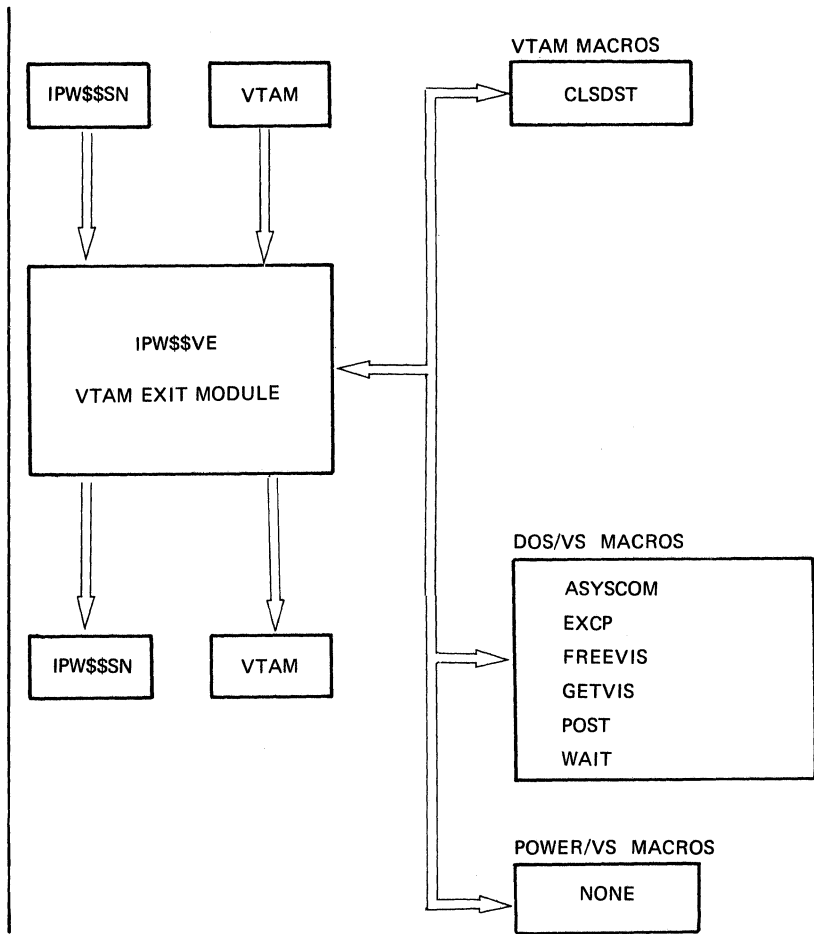 VTAM MACROS
IPW$$SN
VTAM
CLSDST
IPW$$VE
VTAM EXIT MODULE
DOS/VS MACROS
ASYSCOM
EXCP
FREEVIS
GETVIS
POST
WAIT
IPW$$SN
VTAM
POWER/VS MACROS
NONE